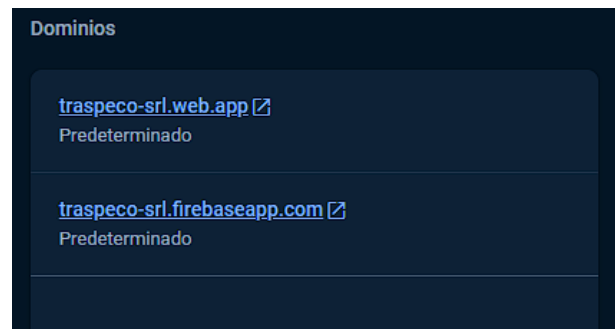 Dominios
traspeco-srl.web.app
Predeterminado
traspeco-srl.firebaseapp.com
Predeterminado